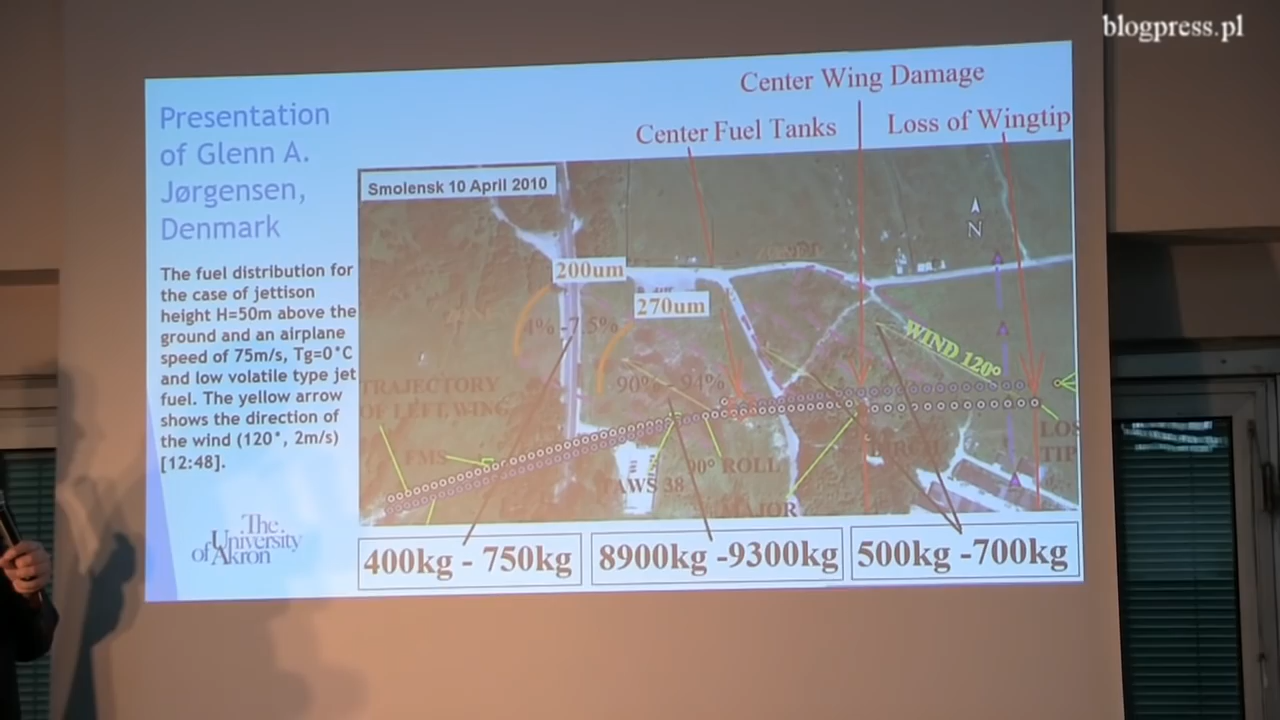 blogpress.pl
Presentation
of Glenn A.
Jørgensen,
Denmark
The fuel distribution for
the case of jettison
height H=50m above the
ground and an airplane
speed of 75m/s, Tg=0°C
and low volatile type jet
fuel. The yellow arrow
shows the direction of
the wind (120°, 2m/s)
[12:48].
The
University
of Akron
Center Wing Damage
Center Fuel Tanks
Loss of Wingtip
Smolensk 10 April 2010
N
200um
270um
4% -7.5%
90% - 94%
WIND 120°
TRAJECTORY
OF LEFT WING
FMS
TAWS 38
90° ROLL
MAJOR
BIRCH
LOS
TIP
400kg - 750kg
8900kg -9300kg
500kg -700kg